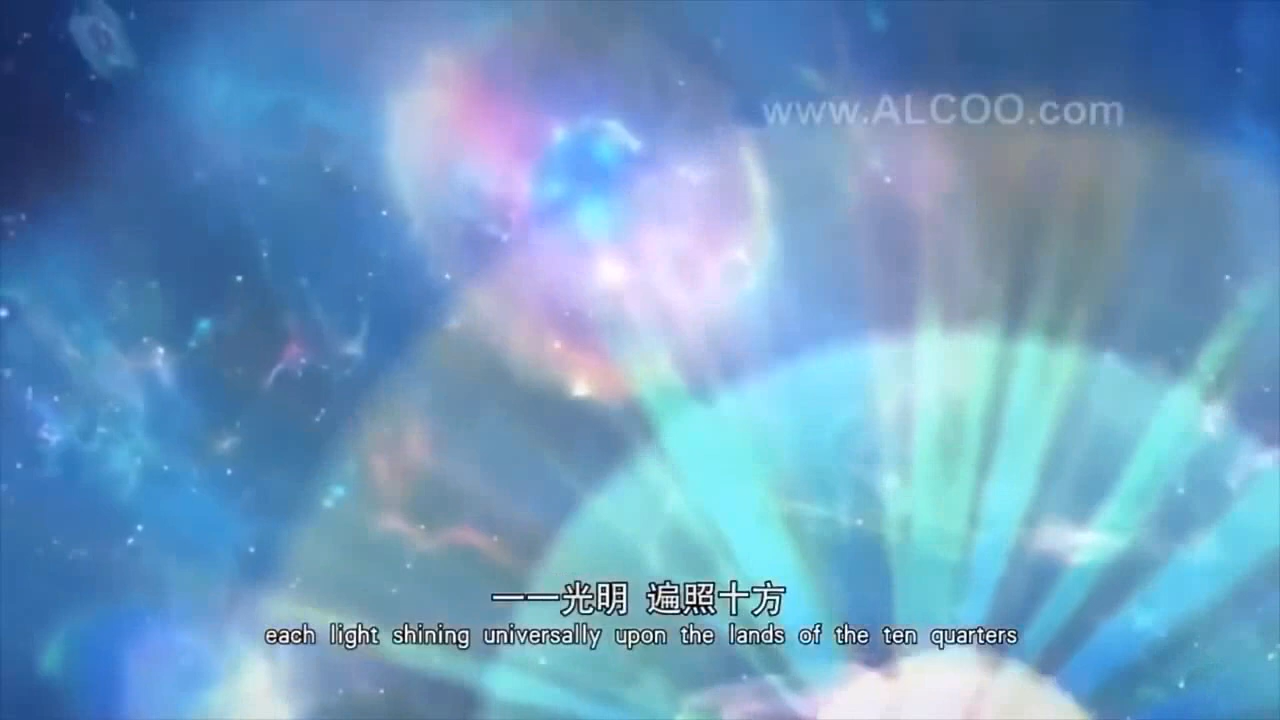 www.ALCOO.com
一一光明 遍照十方
each light shining universally upon the lands of the ten quarters